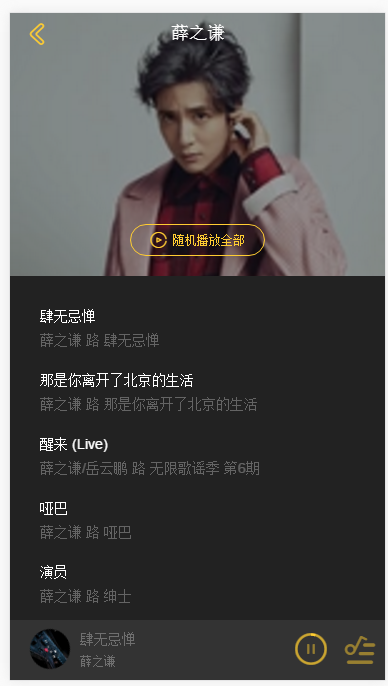 薛之谦
随机播放全部
肆无忌惮
薛之谦 路 肆无忌惮
那是你离开了北京的生活
薛之谦 路 那是你离开了北京的生活
醒来 (Live)
薛之谦/岳云鹏 路 无限歌谣季 第6期
哑巴
薛之谦 路 哑巴
演员
薛之谦 路 绅士
肆无忌惮
薛之谦